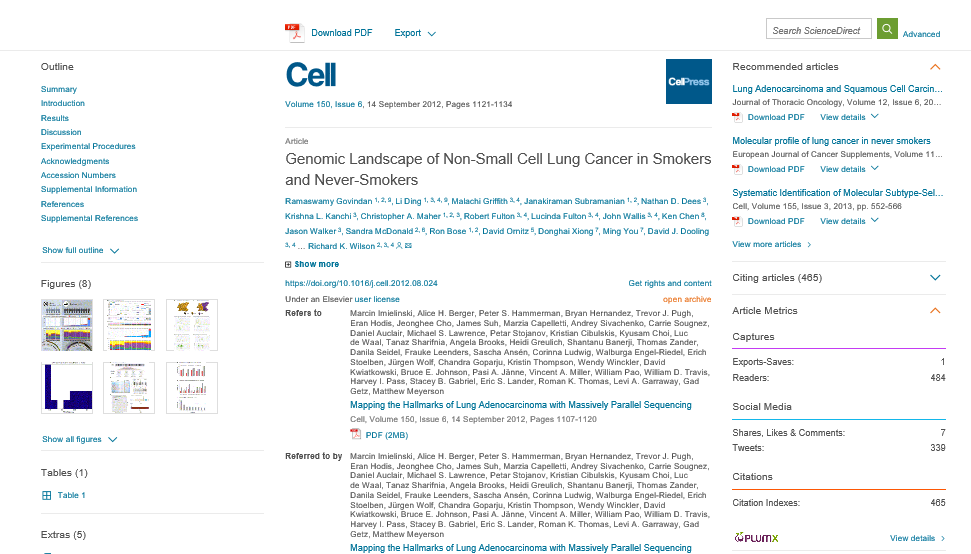 Download PDF
Export
Search ScienceDirect
Advanced
Outline
Summary
Introduction
Results
Discussion
Experimental Procedures
Acknowledgments
Accession Numbers
Supplemental Information
References
Supplemental References
Show full outline
Figures (8)
Show all figures
Tables (1)
Table 1
Extras (5)
Cell
CellPress
Volume 150, Issue 6, 14 September 2012, Pages 1121-1134
Article
Genomic Landscape of Non-Small Cell Lung Cancer in Smokers
and Never-Smokers
Ramaswamy Govindan 1, 2, 9, Li Ding 1, 3, 4, 9, Malachi Griffith 3, 4, Janakiraman Subramanian 1, 2, Nathan D. Dees 3,
Krishna L. Kanchi 3, Christopher A. Maher 1, 2, 3, Robert Fulton 3, 4, Lucinda Fulton 3, 4, John Wallis 3, 4, Ken Chen 8,
Jason Walker 3, Sandra McDonald 2, 6, Ron Bose 1, 2, David Ornitz 5, Donghai Xiong 7, Ming You 7, David J. Dooling
3, 4 ... Richard K. Wilson 2, 3, 4
Show more
https://doi.org/10.1016/j.cell.2012.08.024
Get rights and content
Under an Elsevier user license
open archive
Refers to
Marcin Imielinski, Alice H. Berger, Peter S. Hammerman, Bryan Hernandez, Trevor J. Pugh,
Eran Hodis, Jeonghee Cho, James Suh, Marzia Capelletti, Andrey Sivachenko, Carrie Sougnez,
Daniel Auclair, Michael S. Lawrence, Petar Stojanov, Kristian Cibulskis, Kyusam Choi, Luc
de Waal, Tanaz Sharifnia, Angela Brooks, Heidi Greulich, Shantanu Banerji, Thomas Zander,
Danila Seidel, Frauke Leenders, Sascha Ansén, Corinna Ludwig, Walburga Engel-Riedel, Erich
Stoelben, Jürgen Wolf, Chandra Goparju, Kristin Thompson, Wendy Winckler, David
Kwiatkowski, Bruce E. Johnson, Pasi A. Jänne, Vincent A. Miller, William Pao, William D. Travis,
Harvey I. Pass, Stacey B. Gabriel, Eric S. Lander, Roman K. Thomas, Levi A. Garraway, Gad
Getz, Matthew Meyerson
Mapping the Hallmarks of Lung Adenocarcinoma with Massively Parallel Sequencing
Cell, Volume 150, Issue 6, 14 September 2012, Pages 1107-1120
PDF (2MB)
Referred to by
Marcin Imielinski, Alice H. Berger, Peter S. Hammerman, Bryan Hernandez, Trevor J. Pugh,
Eran Hodis, Jeonghee Cho, James Suh, Marzia Capelletti, Andrey Sivachenko, Carrie Sougnez,
Daniel Auclair, Michael S. Lawrence, Petar Stojanov, Kristian Cibulskis, Kyusam Choi, Luc
de Waal, Tanaz Sharifnia, Angela Brooks, Heidi Greulich, Shantanu Banerji, Thomas Zander,
Danila Seidel, Frauke Leenders, Sascha Ansén, Corinna Ludwig, Walburga Engel-Riedel, Erich
Stoelben, Jürgen Wolf, Chandra Goparju, Kristin Thompson, Wendy Winckler, David
Kwiatkowski, Bruce E. Johnson, Pasi A. Jänne, Vincent A. Miller, William Pao, William D. Travis,
Harvey I. Pass, Stacey B. Gabriel, Eric S. Lander, Roman K. Thomas, Levi A. Garraway, Gad
Getz, Matthew Meyerson
Mapping the Hallmarks of Lung Adenocarcinoma with Massively Parallel Sequencing
Recommended articles
Lung Adenocarcinoma and Squamous Cell Carcin...
Journal of Thoracic Oncology, Volume 12, Issue 6, 20...
Download PDF View details
Molecular profile of lung cancer in never smokers
European Journal of Cancer Supplements, Volume 11...
Download PDF View details
Systematic Identification of Molecular Subtype-Sel...
Cell, Volume 155, Issue 3, 2013, pp. 552-566
Download PDF View details
View more articles
Citing articles (465)
Article Metrics
Captures
Exports-Saves: 1
Readers: 484
Social Media
Shares, Likes & Comments: 7
Tweets: 339
Citations
Citation Indexes: 465
PLUMX
View details